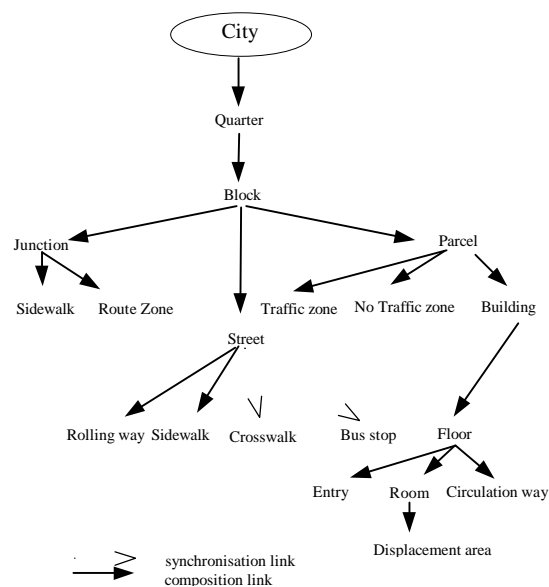 City
Quarter
Block
Junction
Parcel
Sidewalk
Route Zone
Traffic zone
No Traffic zone
Building
Street
Rolling way
Sidewalk
Crosswalk
Bus stop
Floor
Entry
Room
Circulation way
Displacement area
synchronisation link
composition link